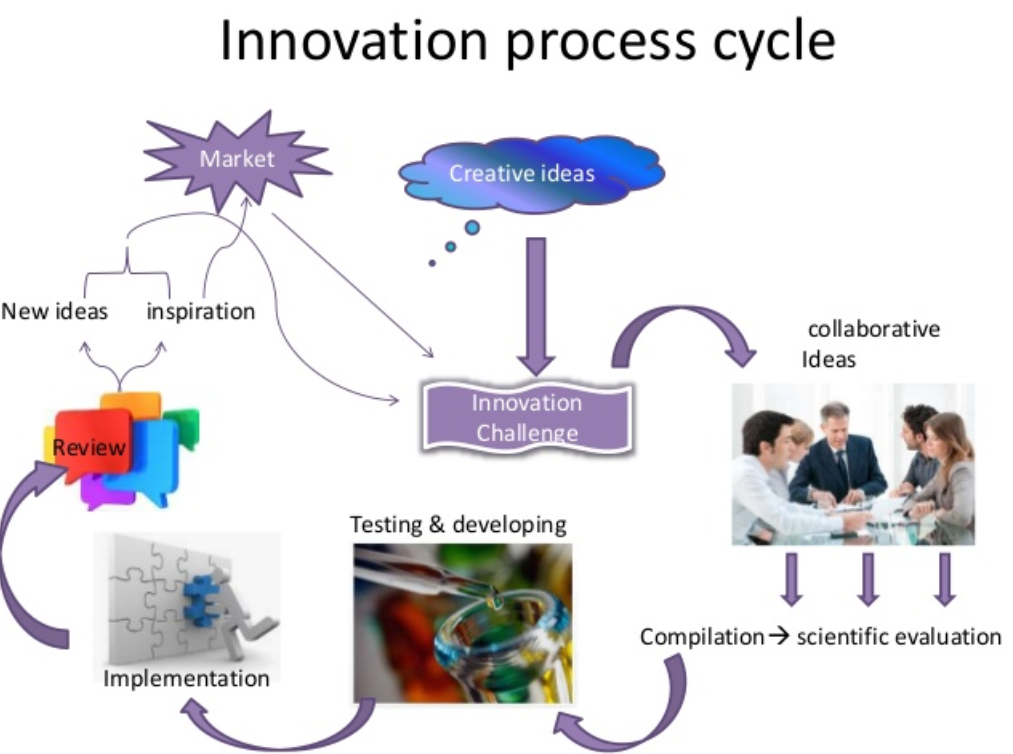 Innovation process cycle
Market
Creative ideas
New ideas
inspiration
collaborative
Ideas
Innovation
Challenge
Review
Testing & developing
Compilation→ scientific evaluation
Implementation